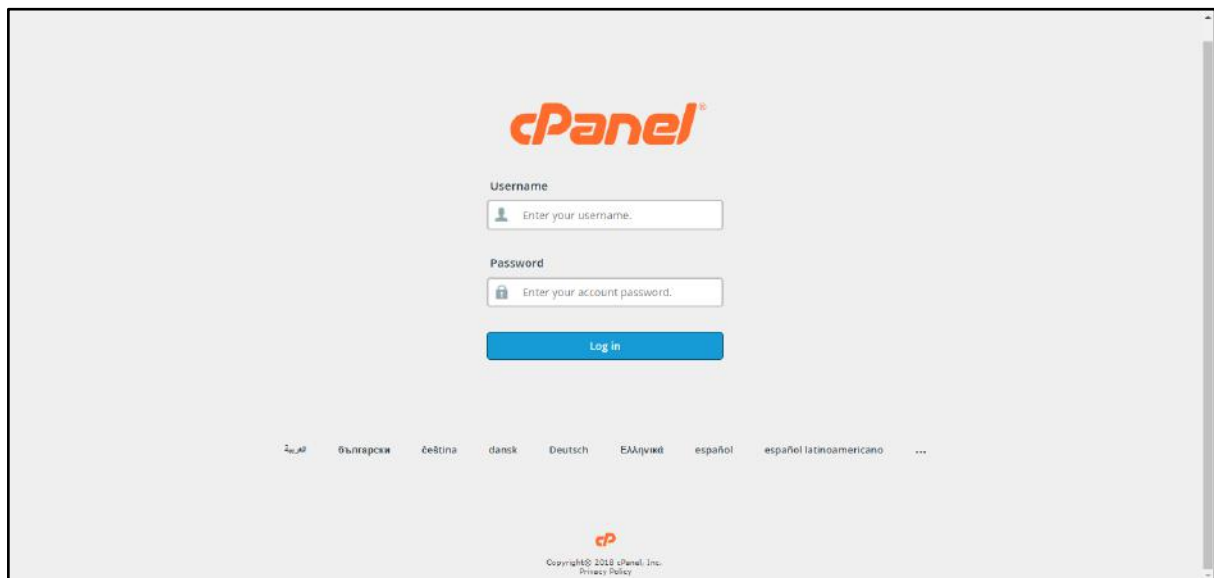 cPanel®
Username
Enter your username.
Password
Enter your account password.
Log in
العربية български čeština dansk Deutsch Ελληνικά español español latinoamericano ...
cP
Copyright© 2018 cPanel, Inc.
Privacy Policy